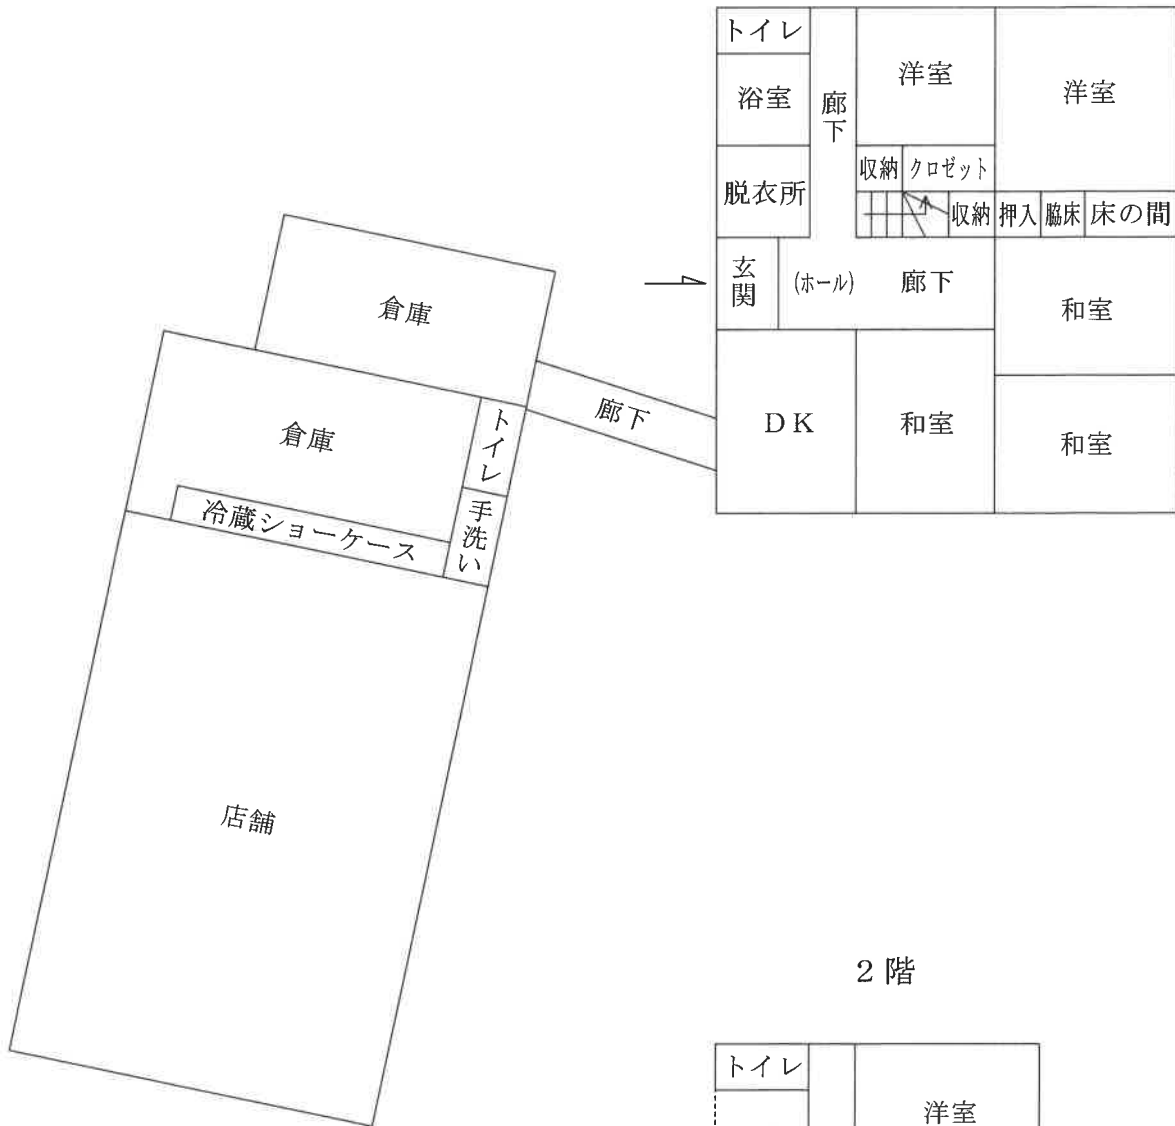 トイレ
洋室
洋室
浴室
廊下
収納
クロゼット
脱衣所
収納
押入
脇床
床の間
玄関
(ホール)
廊下
和室
倉庫
廊下
DK
和室
和室
倉庫
トイレ
手洗い
冷蔵ショーケース
店舗
2階
トイレ
洋室